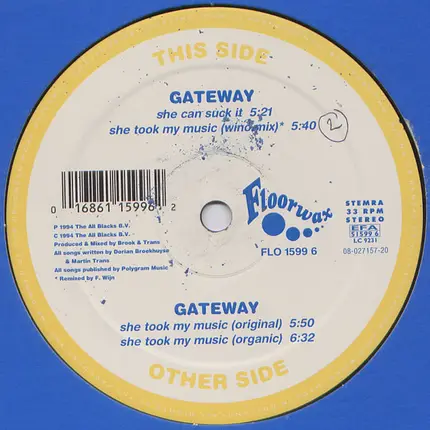 THIS SIDE
GATEWAY
she can suck it 5:21
she took my music (wind mix)* 5:40
2
0 16861 15996 2
P 1994 The All Blacks B.V.
C 1994 The All Blacks B.V.
Produced & Mixed by Brook & Trans
All songs written by Dorian Broekhuyse
& Martin Trans
All songs published by Polygram Music
* Remixed by F. Wijn
Floorwax
FLO 1599 6
STEMRA
33 RPM
STEREO
EFA
51599 6
LC 9231
08-027157-20
GATEWAY
she took my music (original) 5:50
she took my music (organic) 6:32
OTHER SIDE